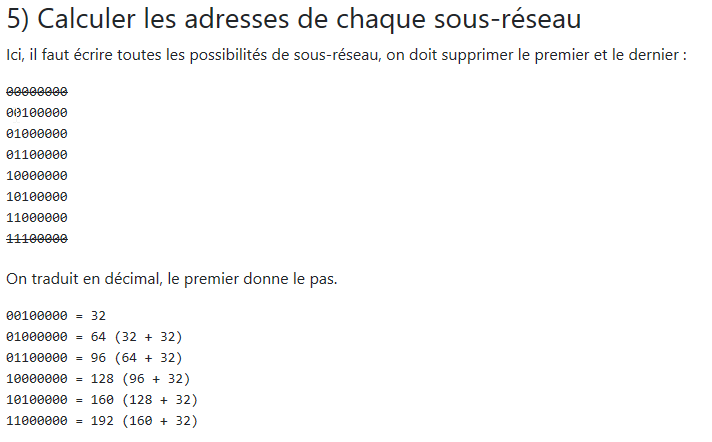 5) Calculer les adresses de chaque sous-réseau
Ici, il faut écrire toutes les possibilités de sous-réseau, on doit supprimer le premier et le dernier :
00000000
00100000
01000000
01100000
10000000
10100000
11000000
11100000
On traduit en décimal, le premier donne le pas.
00100000 = 32
01000000 = 64 (32 + 32)
01100000 = 96 (64 + 32)
10000000 = 128 (96 + 32)
10100000 = 160 (128 + 32)
11000000 = 192 (160 + 32)